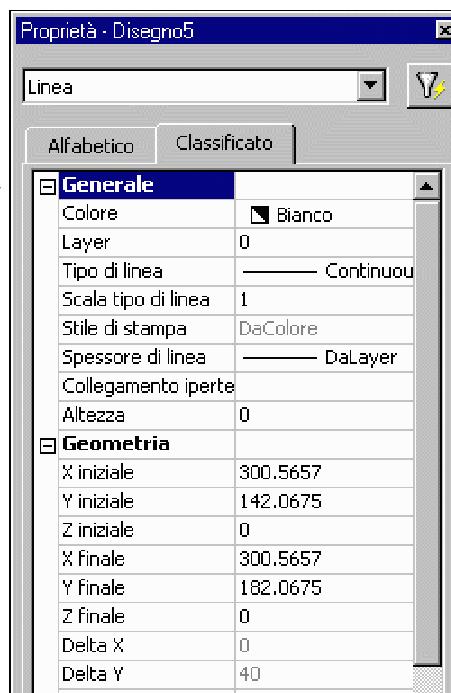 Proprietà - Disegno5
Linea
Alfabetico Classificato
Generale
Colore Bianco
Layer 0
Tipo di linea Continuou
Scala tipo di linea 1
Stile di stampa DaColore
Spessore di linea DaLayer
Collegamento iperte
Altezza 0
Geometria
X iniziale 300.5657
Y iniziale 142.0675
Z iniziale 0
X finale 300.5657
Y finale 182.0675
Z finale 0
Delta X 0
Delta Y 40